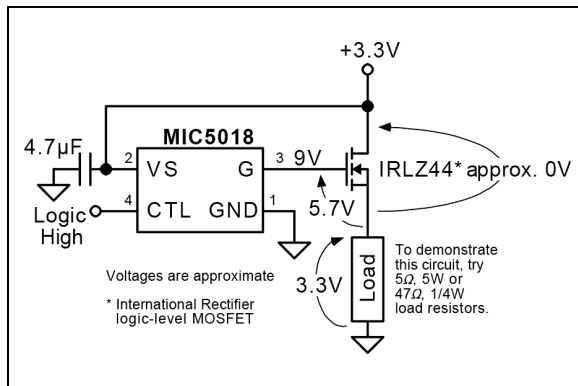 +3.3V
4.7µF
MIC5018
2
VS
G
3
9V
IRLZ44* approx. 0V
4
CTL
GND
1
Logic
High
5.7V
Load
3.3V
To demonstrate
this circuit, try
5Ω, 5W or
47Ω, 1/4W
load resistors.
Voltages are approximate
* International Rectifier
logic-level MOSFET